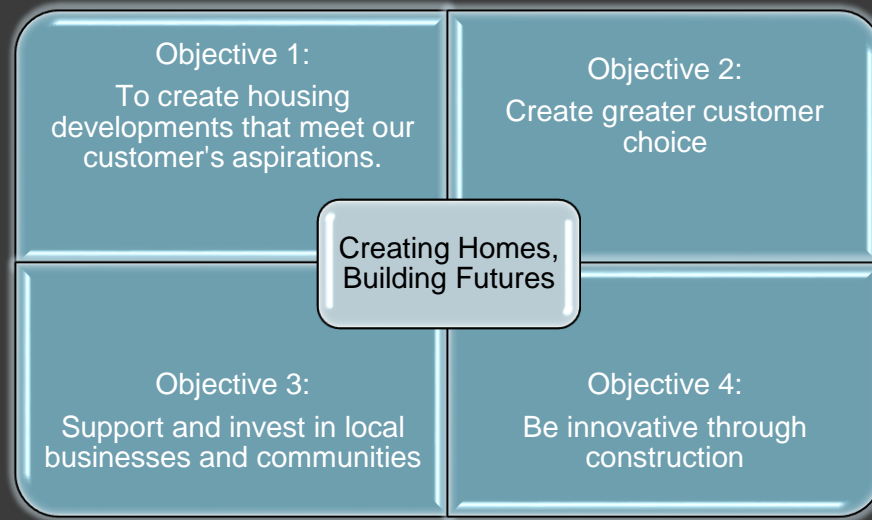 Objective 1:
To create housing
developments that meet our
customer's aspirations.
Objective 2:
Create greater customer
choice
Creating Homes,
Building Futures
Objective 3:
Support and invest in local
businesses and communities
Objective 4:
Be innovative through
construction